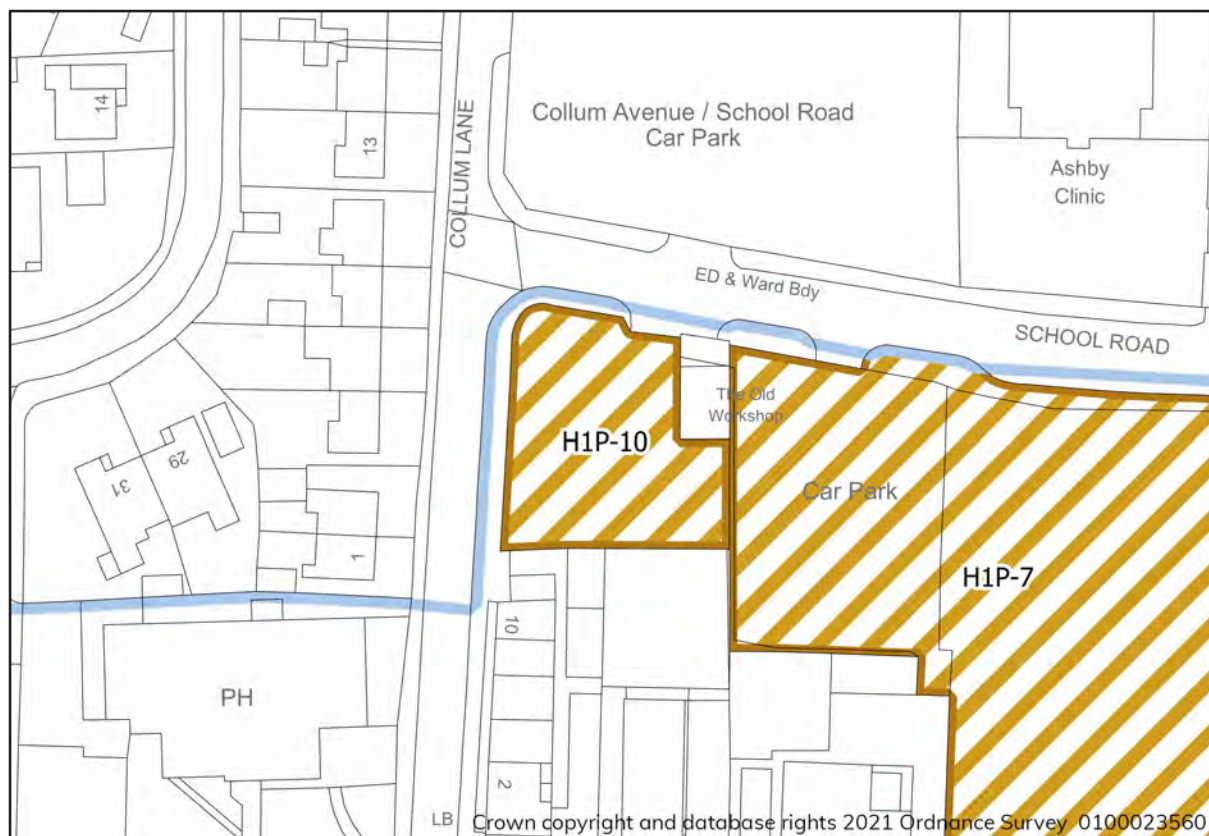 14
13
COLLUM LANE
Collum Avenue / School Road
Car Park
Ashby
Clinic
ED & Ward Bdy
SCHOOL ROAD
The Old
Workshop
H1P-10
Car Park
29
31
1
H1P-7
10
PH
2
LB
Crown copyright and database rights 2021 Ordnance Survey 0100023560